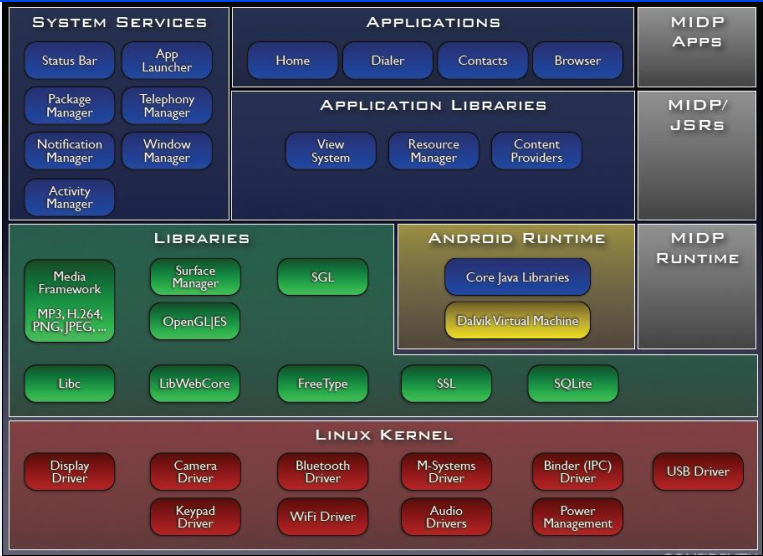 SYSTEM SERVICES
Status Bar
App
Launcher
Package
Manager
Telephony
Manager
Notification
Manager
Window
Manager
Activity
Manager
APPLICATIONS
Home
Dialer
Contacts
Browser
MIDP
APPS
APPLICATION LIBRARIES
View
System
Resource
Manager
Content
Providers
MIDP/
JSRS
LIBRARIES
Media
Framework
MP3, H.264,
PNG, JPEG, ...
Surface
Manager
SGL
OpenGL|ES
Libc
LibWebCore
FreeType
SSL
SQLite
ANDROID RUNTIME
Core Java Libraries
Dalvik Virtual Machine
MIDP
RUNTIME
LINUX KERNEL
Display
Driver
Camera
Driver
Bluetooth
Driver
M-Systems
Driver
Binder (IPC)
Driver
USB Driver
Keypad
Driver
WiFi Driver
Audio
Drivers
Power
Management